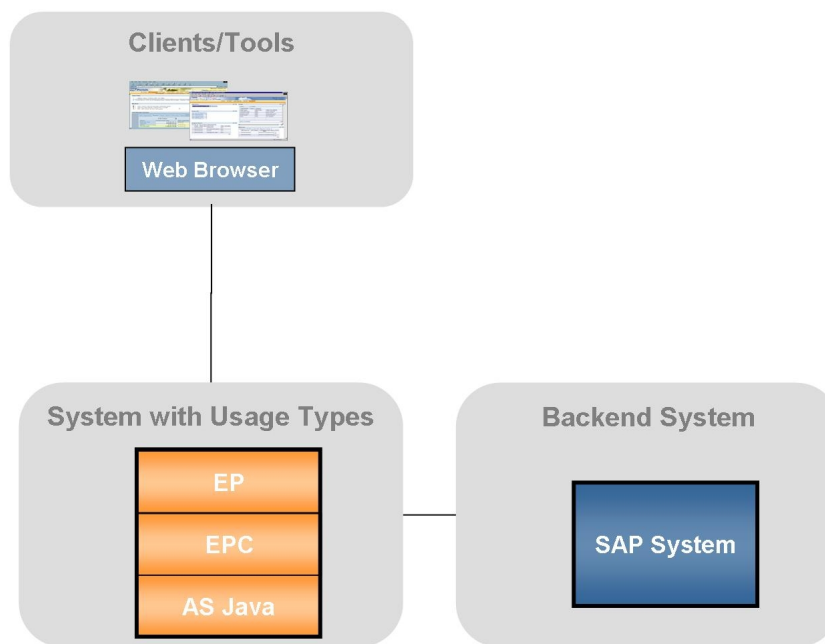 Clients/Tools
Web Browser
System with Usage Types
EP
EPC
AS Java
Backend System
SAP System